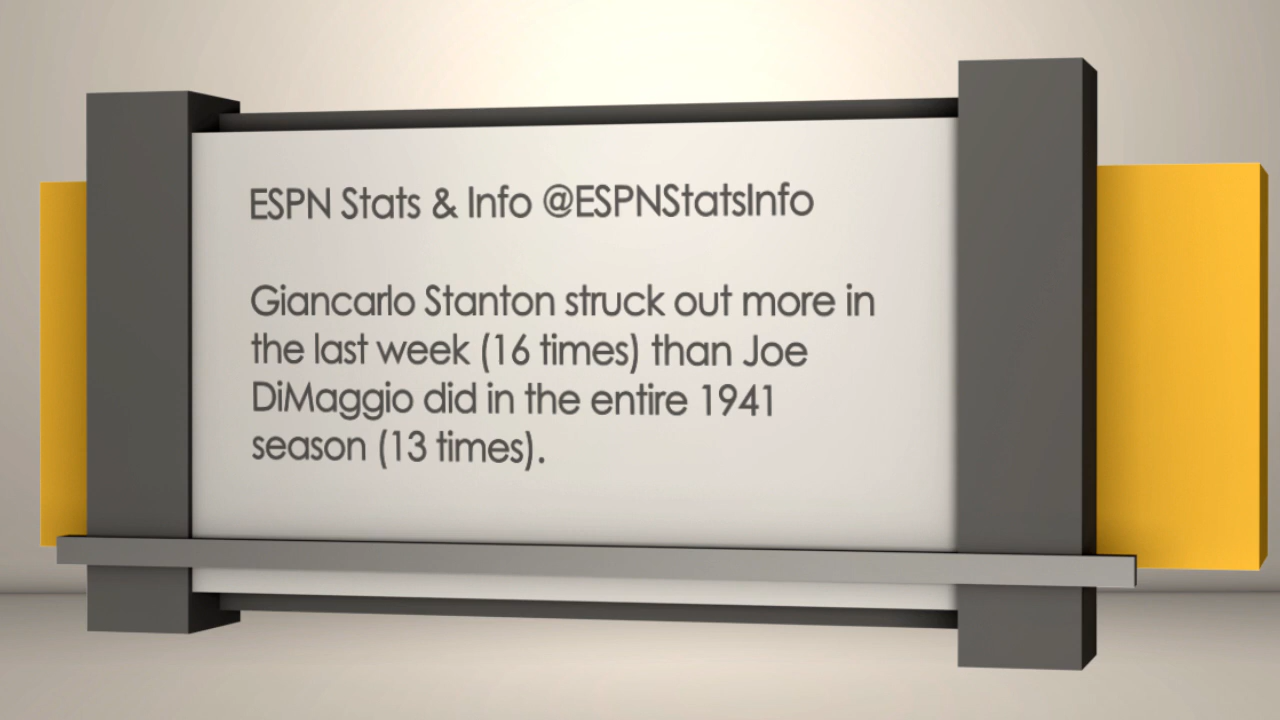 ESPN Stats & Info @ESPNStatsInfo
Giancarlo Stanton struck out more in
the last week (16 times) than Joe
DiMaggio did in the entire 1941
season (13 times).